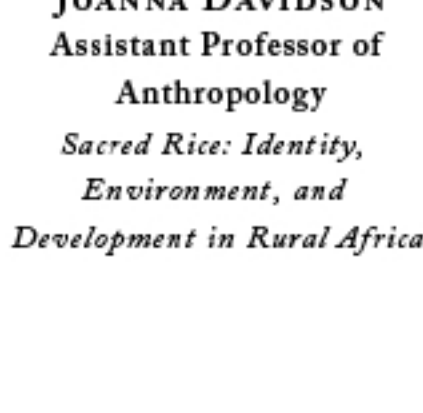 JOANNA DAVIDSON
Assistant Professor of
Anthropology
Sacred Rice: Identity,
Environment, and
Development in Rural Africa